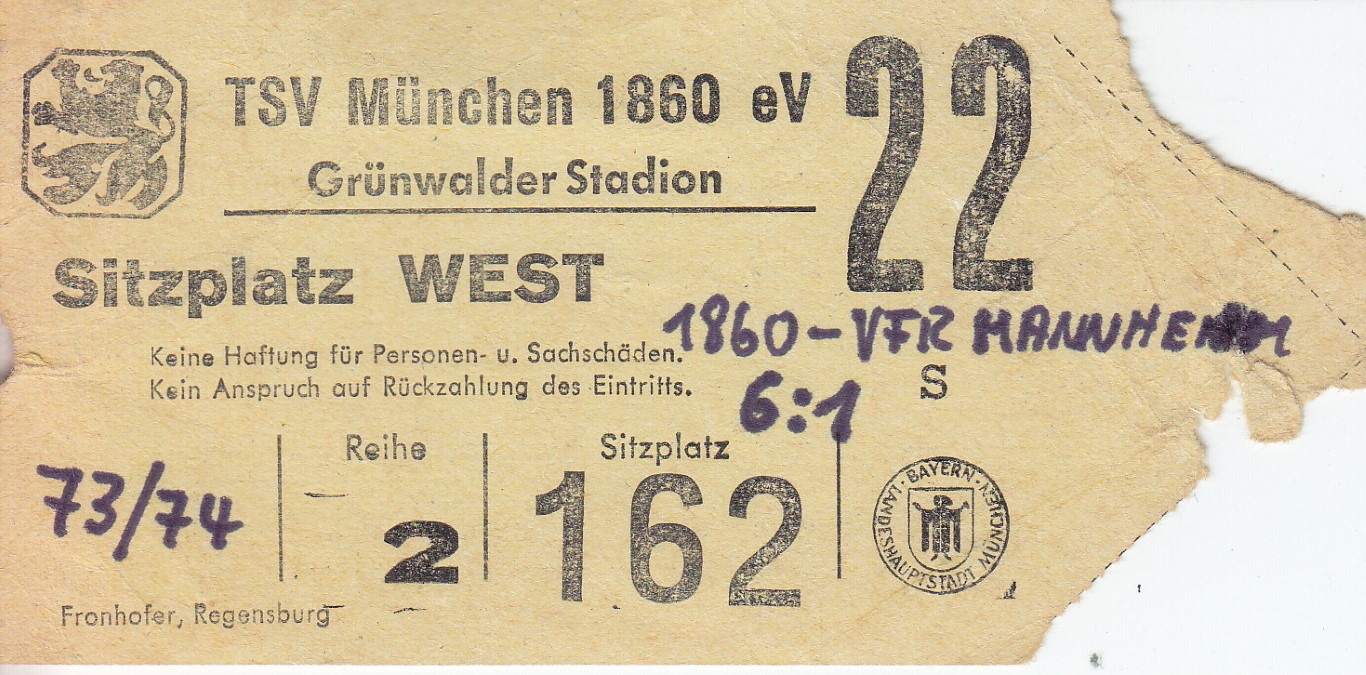 TSV München 1860 eV
22
Grünwalder Stadion
Sitzplatz WEST
1860 - VFR MANNHEIM
Keine Haftung für Personen- u. Sachschäden.
Kein Anspruch auf Rückzahlung des Eintritts.
6:1
S
73/74
Reihe
2
Sitzplatz
162
BAYERN · LANDESHAUPTSTADT MÜNCHEN ·
Fronhofer, Regensburg